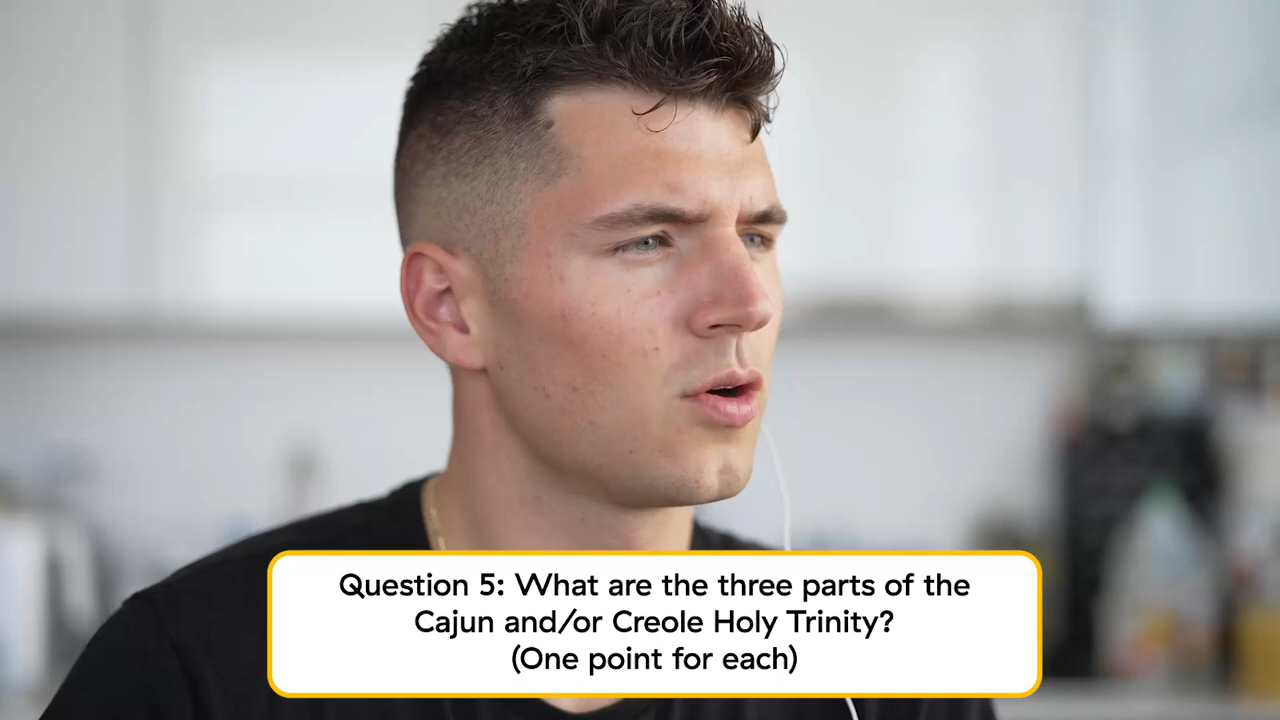 Question 5: What are the three parts of the
Cajun and/or Creole Holy Trinity?
(One point for each)